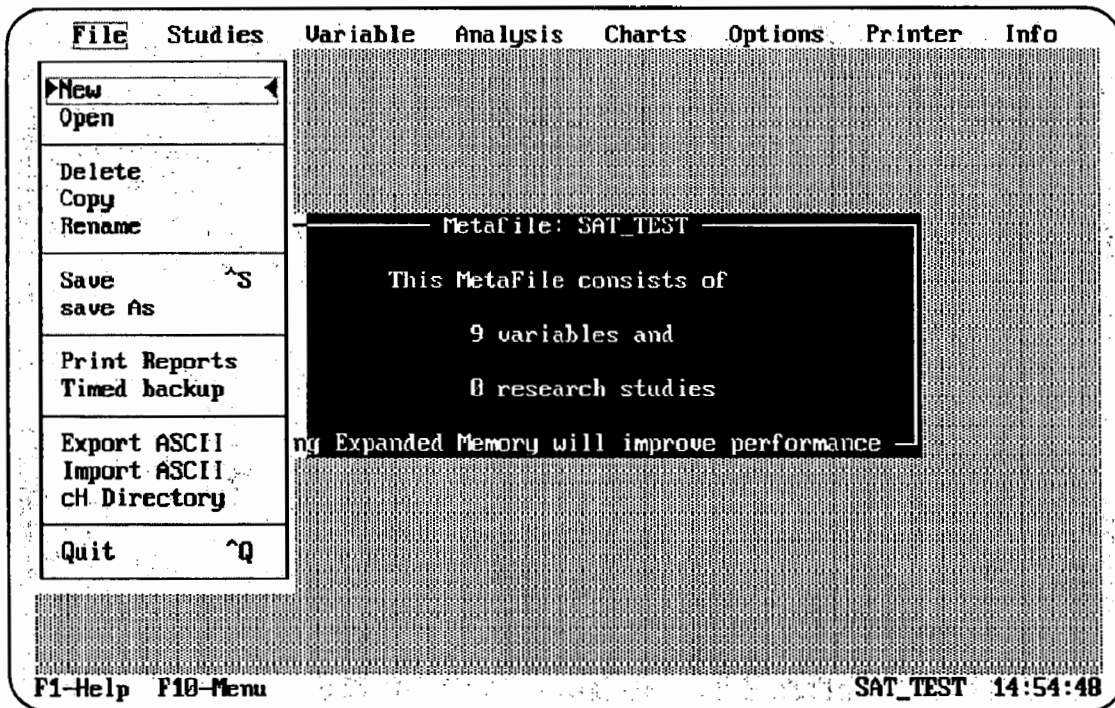 File Studies Variable Analysis Charts Options Printer Info
New
Open
Delete
Copy
Rename
Save ^S
save As
Print Reports
Timed backup
Export ASCII
Import ASCII
cH Directory
Quit ^Q
Metafile: SAT_TEST
This MetaFile consists of
9 variables and
0 research studies
ng Expanded Memory will improve performance
F1-Help F10-Menu SAT_TEST 14:54:48